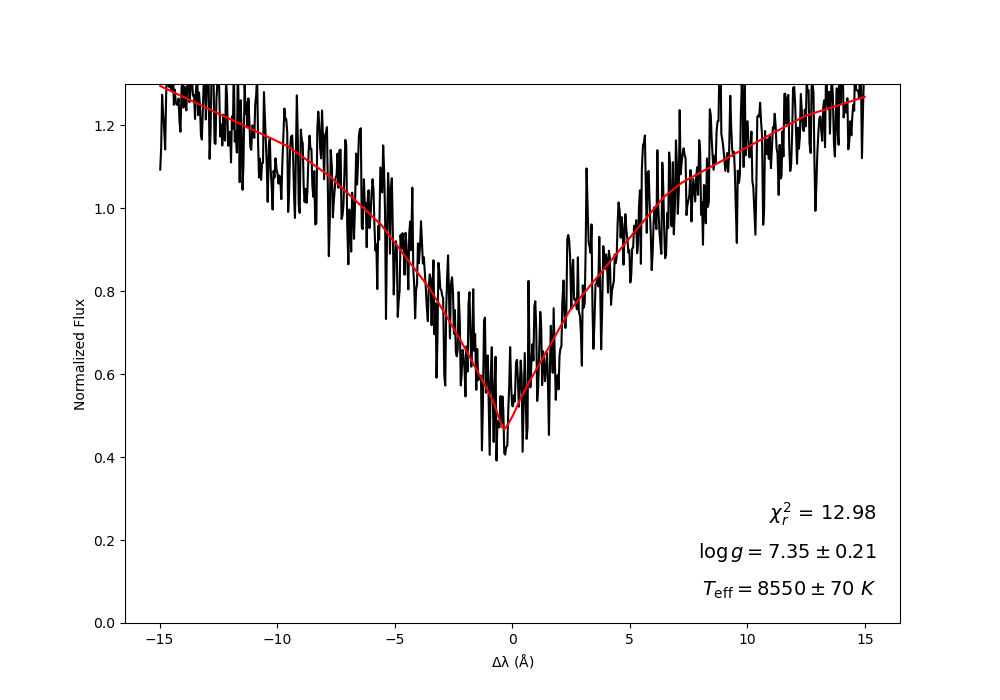 1.2
1.0
0.8
0.6
0.4
0.2
0.0
Normalized Flux
χ²ᵣ = 12.98
log g = 7.35 ± 0.21
T_eff = 8550 ± 70 K
−15 −10 −5 0 5 10 15
Δλ (Å)